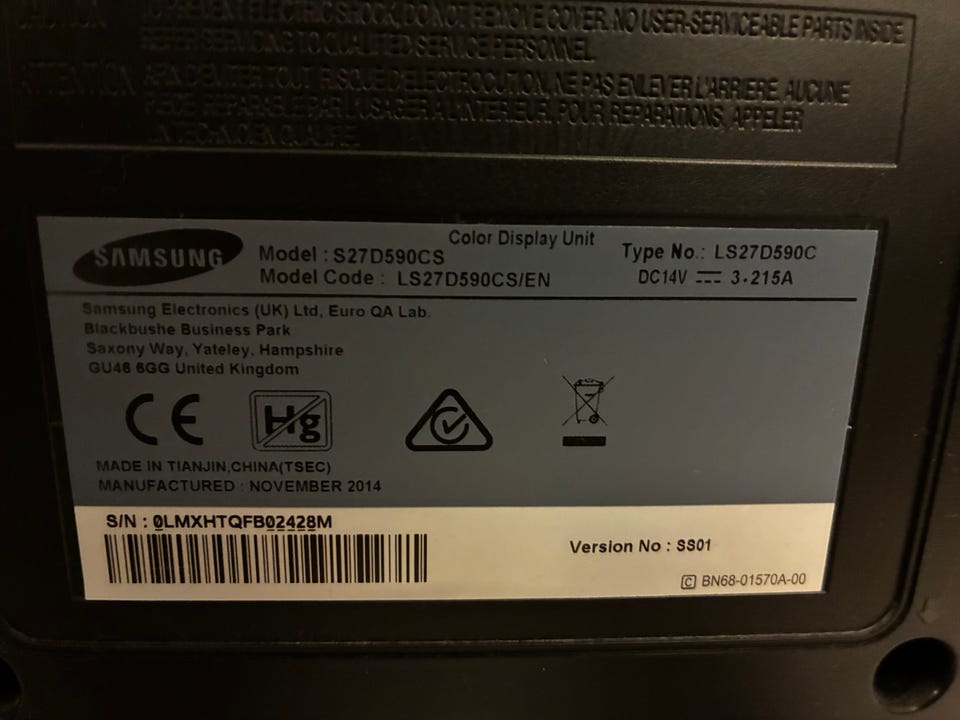 CAUTION TO PREVENT ELECTRIC SHOCK, DO NOT REMOVE COVER. NO USER-SERVICEABLE PARTS INSIDE.
REFER SERVICING TO QUALIFIED SERVICE PERSONNEL.
ATTENTION AFIN D'EVITER TOUT RISQUE D'ELECTROCUTION, NE PAS ENLEVER L'ARRIERE. AUCUNE
PIECE REPARABLE PAR L'USAGER A L'INTERIEUR. POUR REPARATIONS, APPELER
UN TECHNICIEN QUALIFIE.
SAMSUNG
Color Display Unit
Model : S27D590CS
Type No.: LS27D590C
Model Code : LS27D590CS/EN
DC14V 3.215A
Samsung Electronics (UK) Ltd, Euro QA Lab.
Blackbushe Business Park
Saxony Way, Yateley, Hampshire
GU46 6GG United Kingdom
CE
Hg
MADE IN TIANJIN,CHINA(TSEC)
MANUFACTURED : NOVEMBER 2014
S/N : 0LMXHTQFB02428M
Version No : SS01
C BN68-01570A-00